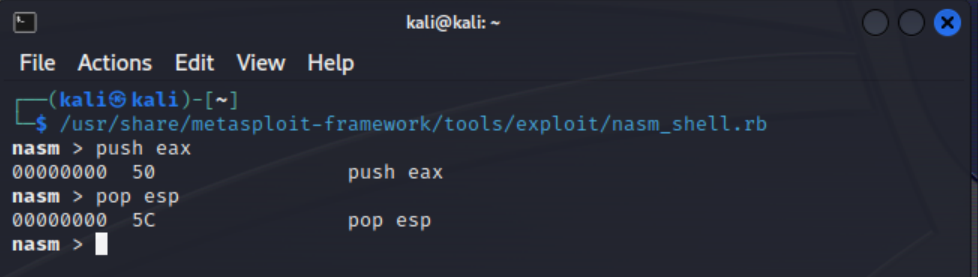 kali@kali: ~
File Actions Edit View Help
┌──(kali㉿kali)-[~]
└─$ /usr/share/metasploit-framework/tools/exploit/nasm_shell.rb
nasm > push eax
00000000  50                push eax
nasm > pop esp
00000000  5C                pop esp
nasm >